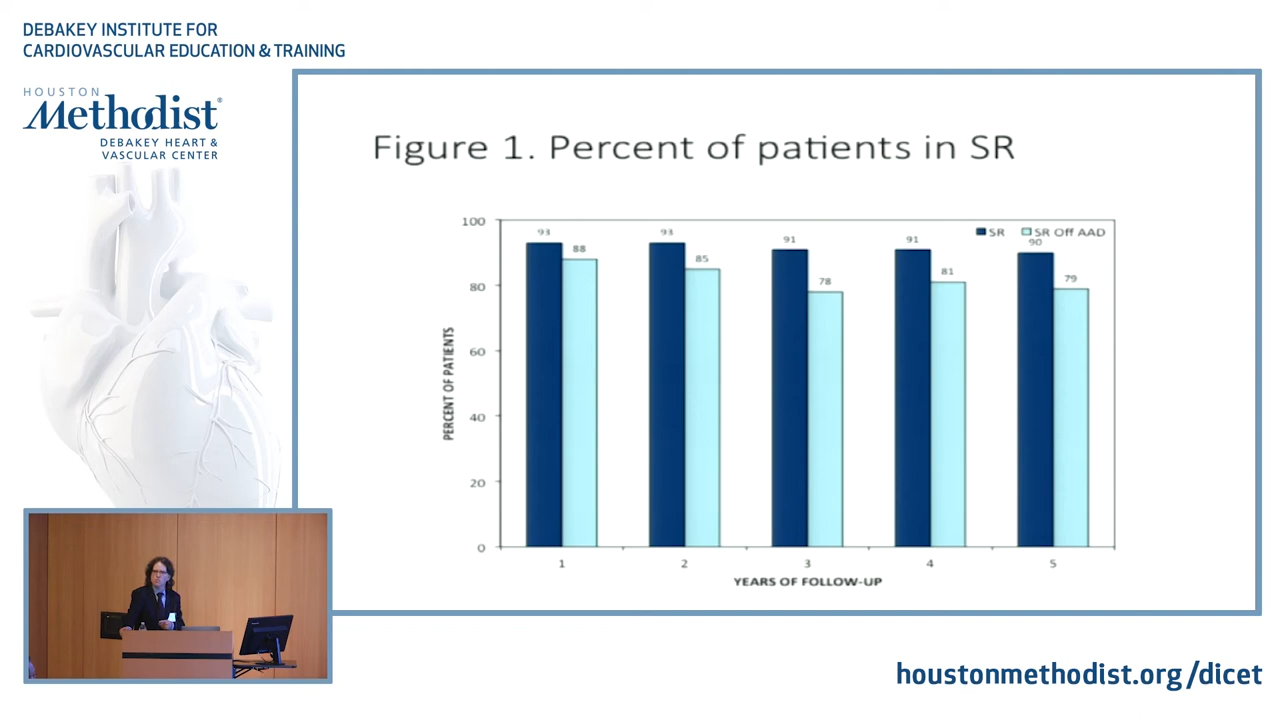 DEBAKEY INSTITUTE FOR
CARDIOVASCULAR EDUCATION & TRAINING
HOUSTON
Methodist®
DEBAKEY HEART &
VASCULAR CENTER
Figure 1. Percent of patients in SR
SR
SR Off AAD
100
80
60
40
20
0
PERCENT OF PATIENTS
93
88
93
85
91
78
91
81
90
79
1
2
3
4
5
YEARS OF FOLLOW-UP
houstonmethodist.org/dicet